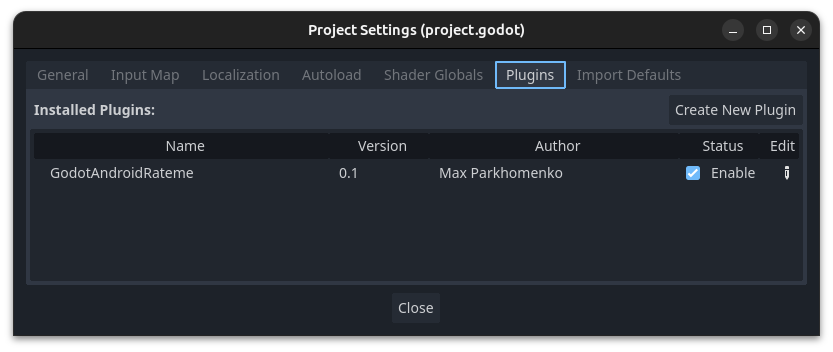 Project Settings (project.godot)
General Input Map Localization Autoload Shader Globals Plugins Import Defaults
Installed Plugins: Create New Plugin
Name Version Author Status Edit
GodotAndroidRateme 0.1 Max Parkhomenko Enable
Close